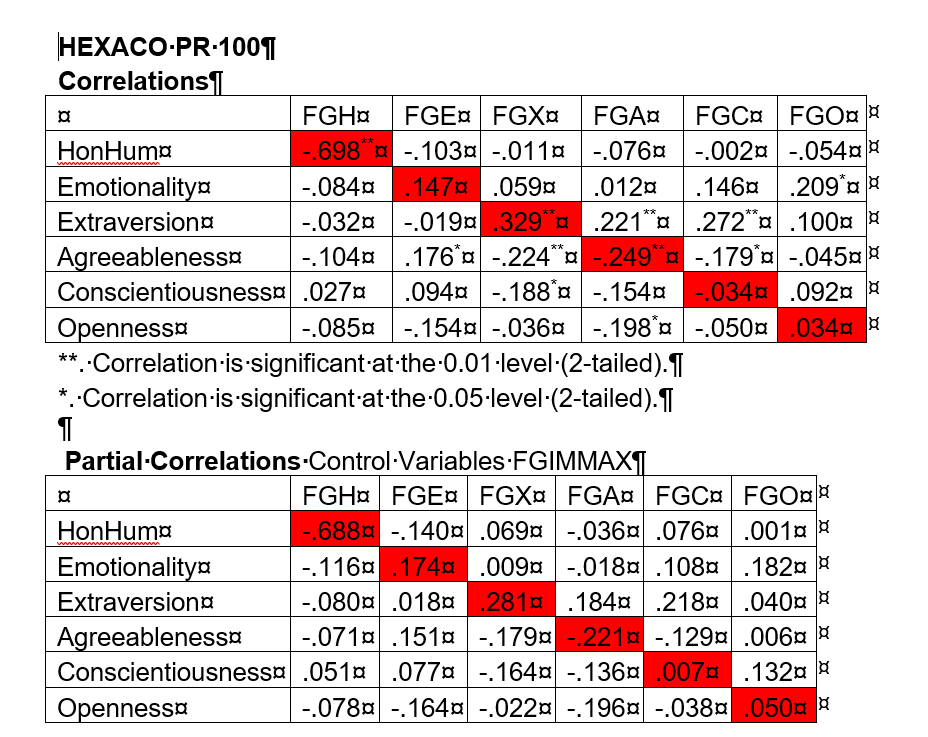 HEXACO·PR·100¶
Correlations¶
¤ FGH¤ FGE¤ FGX¤ FGA¤ FGC¤ FGO¤ ¤
HonHum¤ -.698**¤ -.103¤ -.011¤ -.076¤ -.002¤ -.054¤ ¤
Emotionality¤ -.084¤ .147¤ .059¤ .012¤ .146¤ .209*¤ ¤
Extraversion¤ -.032¤ -.019¤ .329**¤ .221**¤ .272**¤ .100¤ ¤
Agreeableness¤ -.104¤ .176*¤ -.224**¤ -.249**¤ -.179*¤ -.045¤ ¤
Conscientiousness¤ .027¤ .094¤ -.188*¤ -.154¤ -.034¤ .092¤ ¤
Openness¤ -.085¤ -.154¤ -.036¤ -.198*¤ -.050¤ .034¤ ¤
**.·Correlation·is·significant·at·the·0.01·level·(2-tailed).¶
*.·Correlation·is·significant·at·the·0.05·level·(2-tailed).¶
¶
Partial·Correlations·Control·Variables·FGIMMAX¶
¤ FGH¤ FGE¤ FGX¤ FGA¤ FGC¤ FGO¤ ¤
HonHum¤ -.688¤ -.140¤ .069¤ -.036¤ .076¤ .001¤ ¤
Emotionality¤ -.116¤ .174¤ .009¤ -.018¤ .108¤ .182¤ ¤
Extraversion¤ -.080¤ .018¤ .281¤ .184¤ .218¤ .040¤ ¤
Agreeableness¤ -.071¤ .151¤ -.179¤ -.221¤ -.129¤ .006¤ ¤
Conscientiousness¤ .051¤ .077¤ -.164¤ -.136¤ .007¤ .132¤ ¤
Openness¤ -.078¤ -.164¤ -.022¤ -.196¤ -.038¤ .050¤ ¤